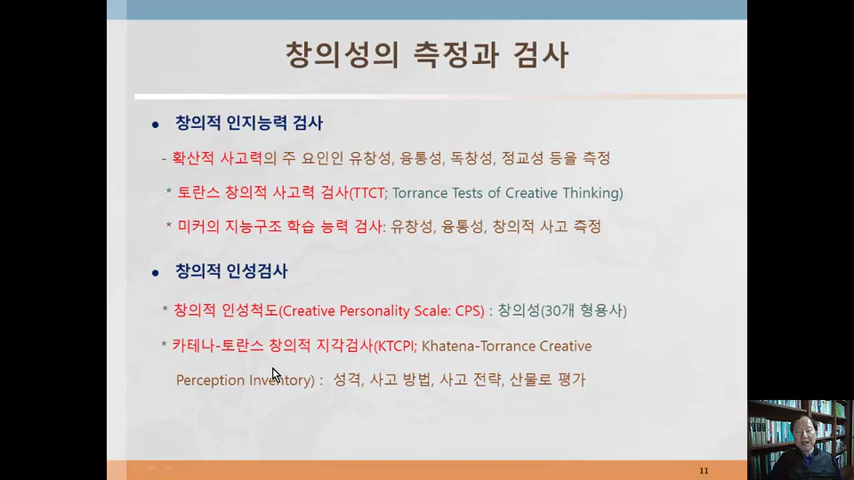 창의성의 측정과 검사
• 창의적 인지능력 검사
- 확산적 사고력의 주 요인인 유창성, 융통성, 독창성, 정교성 등을 측정
* 토란스 창의적 사고력 검사(TTCT; Torrance Tests of Creative Thinking)
* 미커의 지능구조 학습 능력 검사: 유창성, 융통성, 창의적 사고 측정
• 창의적 인성검사
* 창의적 인성척도(Creative Personality Scale: CPS) : 창의성(30개 형용사)
* 카테나-토란스 창의적 지각검사(KTCPI; Khatena-Torrance Creative
Perception Inventory) : 성격, 사고 방법, 사고 전략, 산물로 평가
11